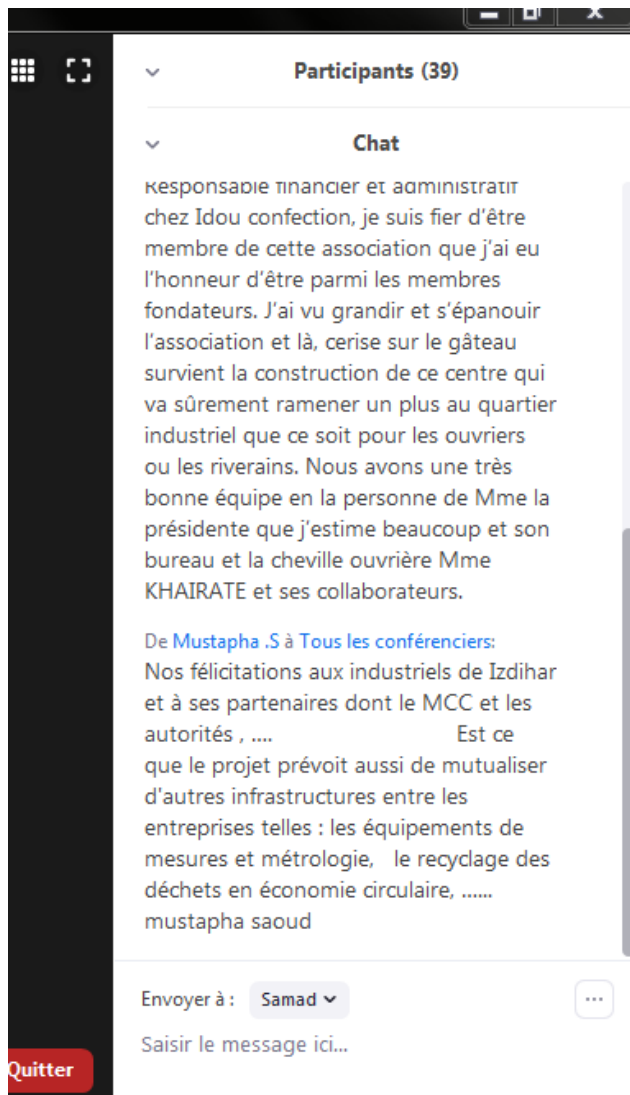 Participants (39)
Chat
Responsable financier et administratif
chez Idou confection, je suis fier d'être
membre de cette association que j'ai eu
l'honneur d'être parmi les membres
fondateurs. J'ai vu grandir et s'épanouir
l'association et là, cerise sur le gâteau
survient la construction de ce centre qui
va sûrement ramener un plus au quartier
industriel que ce soit pour les ouvriers
ou les riverains. Nous avons une très
bonne équipe en la personne de Mme la
présidente que j'estime beaucoup et son
bureau et la cheville ouvrière Mme
KHAIRATE et ses collaborateurs.
De Mustapha .S à Tous les conférenciers:
Nos félicitations aux industriels de Izdihar
et à ses partenaires dont le MCC et les
autorités , .... Est ce
que le projet prévoit aussi de mutualiser
d'autres infrastructures entre les
entreprises telles : les équipements de
mesures et métrologie, le recyclage des
déchets en économie circulaire, ......
mustapha saoud
Envoyer à : Samad
Saisir le message ici...
Quitter